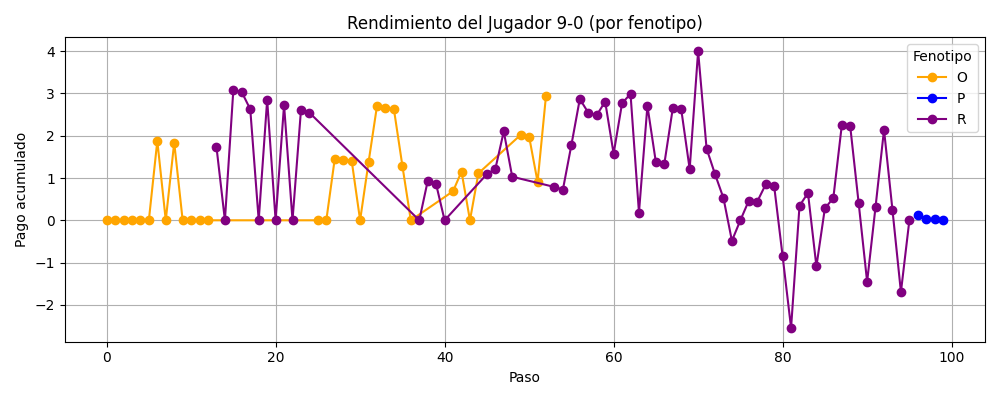 Rendimiento del Jugador 9-0 (por fenotipo)
Pago acumulado
4
3
2
1
0
−1
−2
Fenotipo
O
P
R
0 20 40 60 80 100
Paso